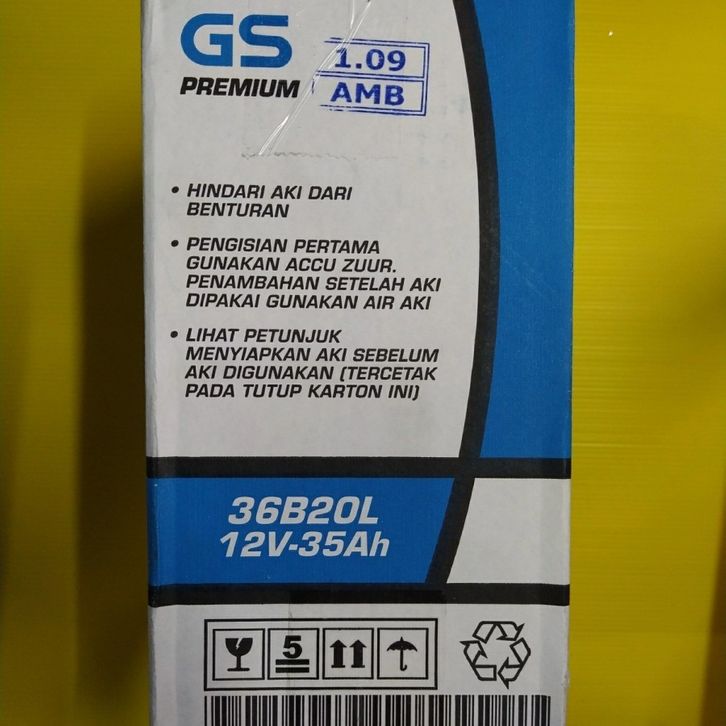 GS
PREMIUM
1.09
AMB
• HINDARI AKI DARI
BENTURAN
• PENGISIAN PERTAMA
GUNAKAN ACCU ZUUR.
PENAMBAHAN SETELAH AKI
DIPAKAI GUNAKAN AIR AKI
• LIHAT PETUNJUK
MENYIAPKAN AKI SEBELUM
AKI DIGUNAKAN (TERCETAK
PADA TUTUP KARTON INI)
36B20L
12V-35Ah
5